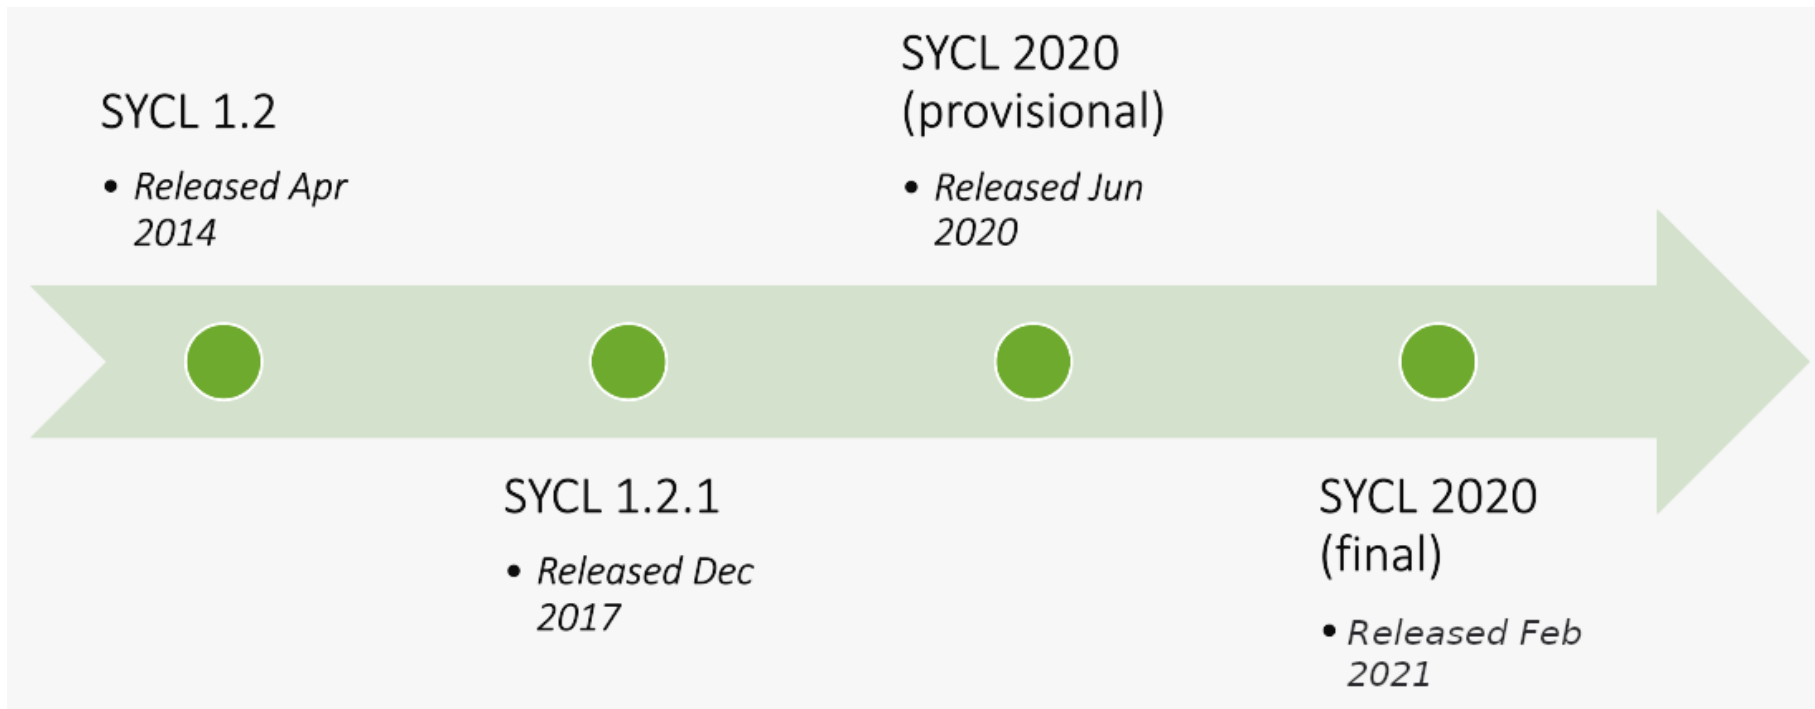 SYCL 1.2
• Released Apr
2014
SYCL 1.2.1
• Released Dec
2017
SYCL 2020
(provisional)
• Released Jun
2020
SYCL 2020
(final)
• Released Feb
2021